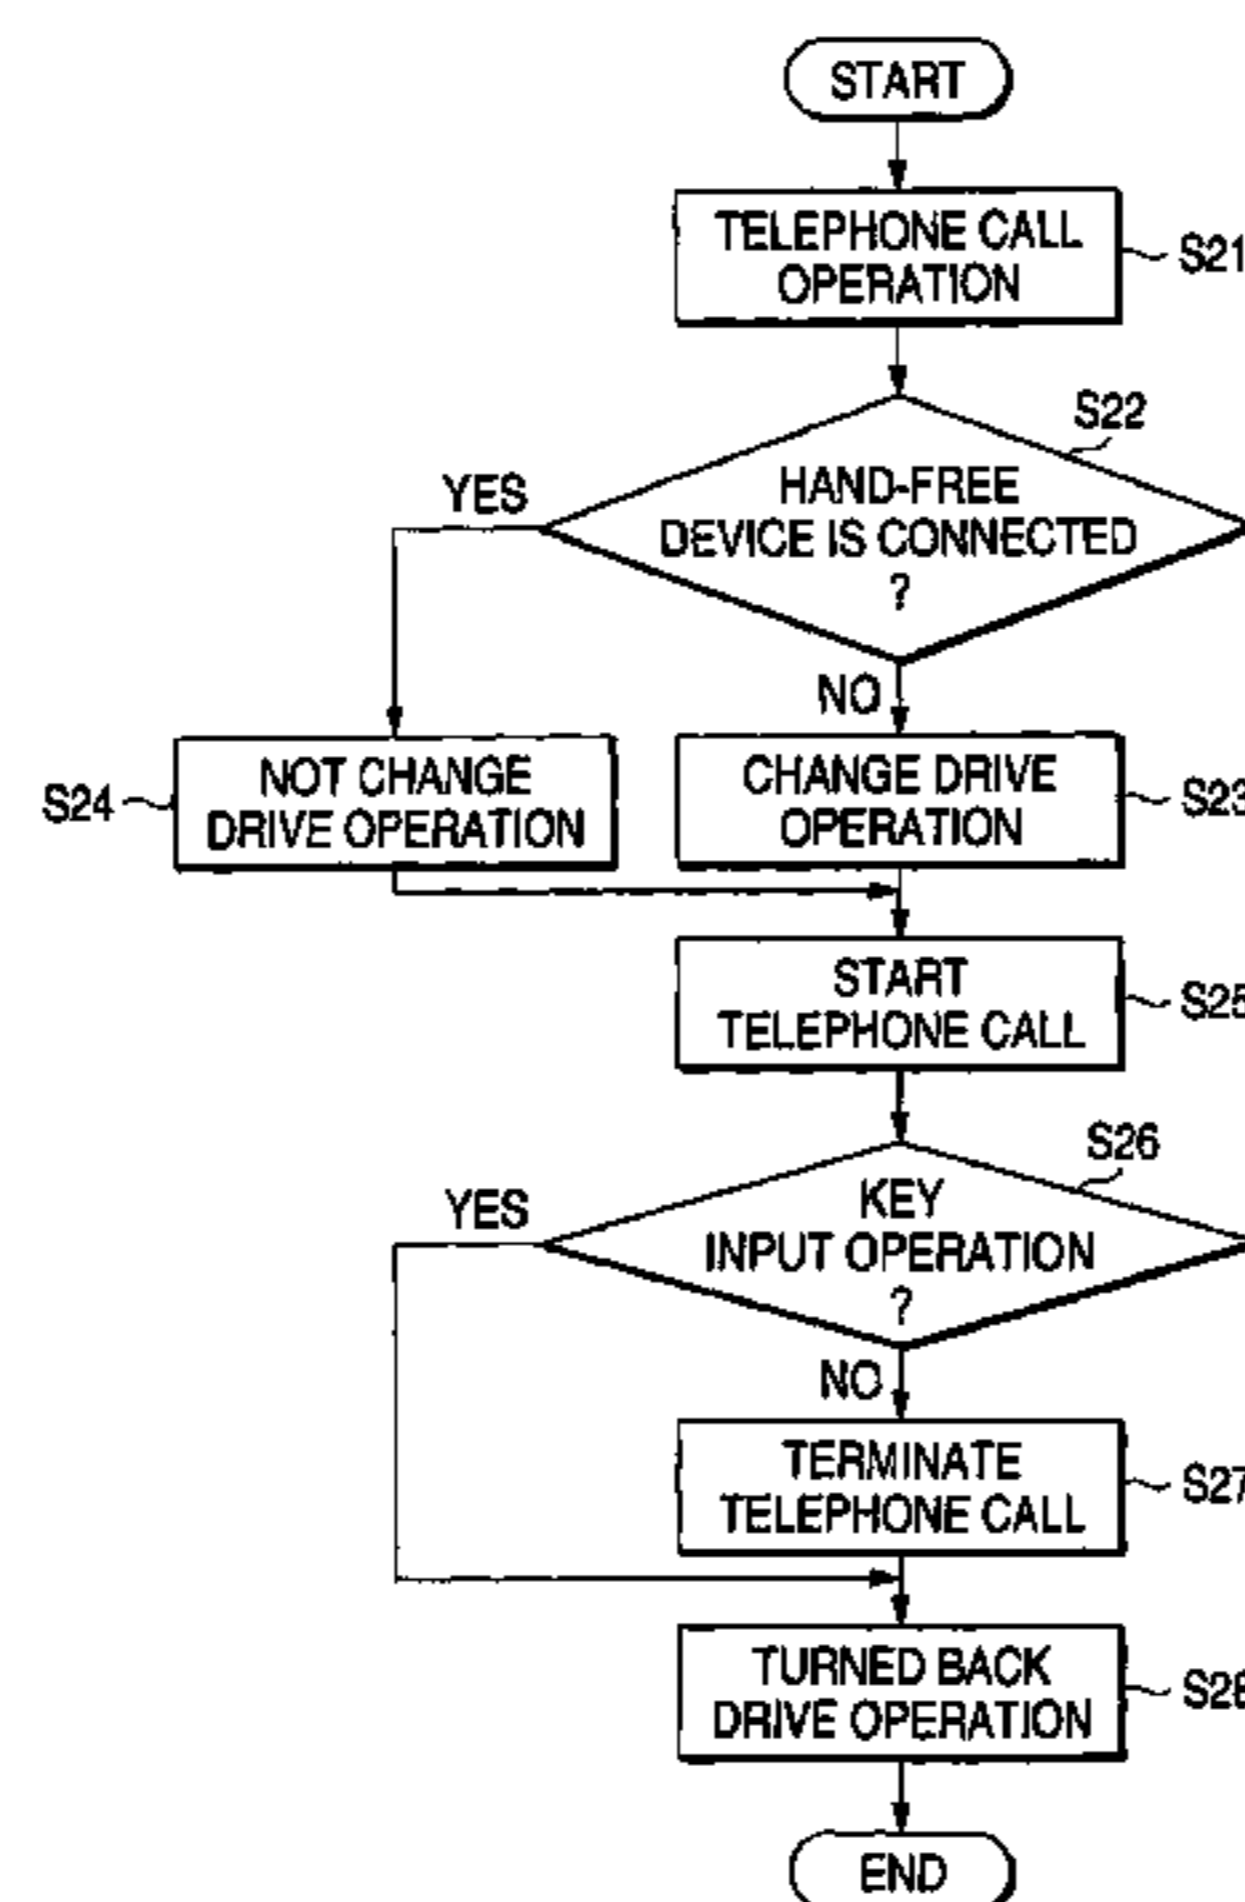 START
TELEPHONE CALL
OPERATION
S21
S22
HAND-FREE
DEVICE IS CONNECTED
?
YES
NO
NOT CHANGE
DRIVE OPERATION
S24
CHANGE DRIVE
OPERATION
S23
START
TELEPHONE CALL
S25
S26
KEY
INPUT OPERATION
?
YES
NO
TERMINATE
TELEPHONE CALL
S27
TURNED BACK
DRIVE OPERATION
S28
END